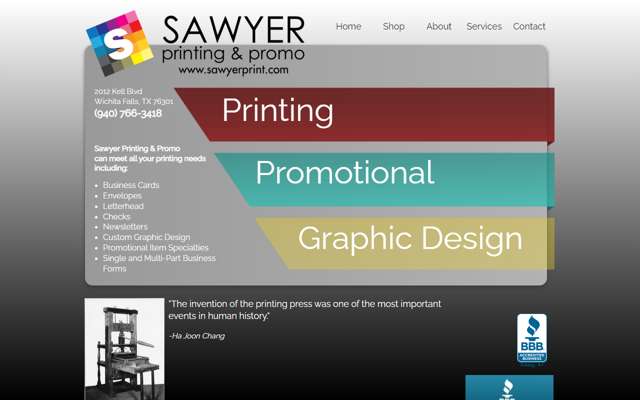 SAWYER
printing & promo
www.sawyerprint.com
Home Shop About Services Contact
2012 Kell Blvd
Wichita Falls, TX 76301
(940) 766-3418
Sawyer Printing & Promo
can meet all your printing needs
including:
Business Cards
Envelopes
Letterhead
Checks
Newsletters
Custom Graphic Design
Promotional Item Specialties
Single and Multi-Part Business
Forms
Printing
Promotional
Graphic Design
"The invention of the printing press was one of the most important
events in human history."
-Ha Joon Chang
BBB
ACCREDITED
BUSINESS
BBB